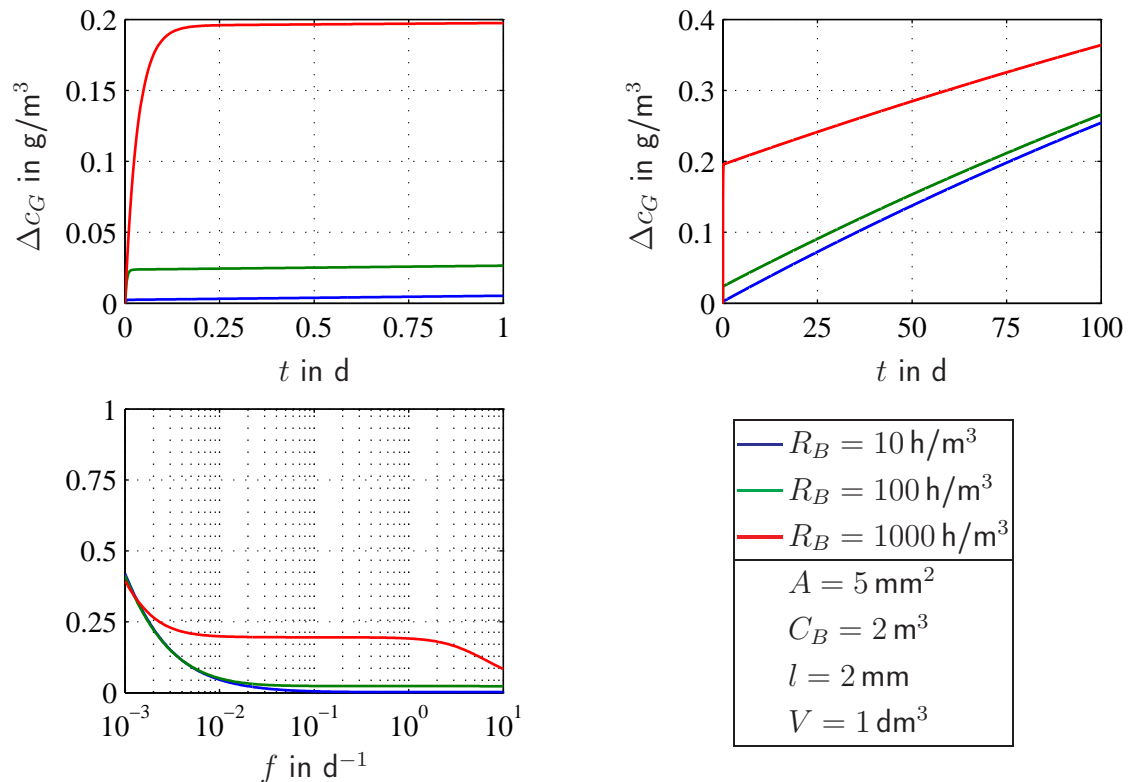 0.2
0.15
0.1
0.05
0
0 0.25 0.5 0.75 1
Δc_G in g/m³
t in d
0.4
0.3
0.2
0.1
0
0 25 50 75 100
Δc_G in g/m³
t in d
1
0.75
0.5
0.25
0
10⁻³ 10⁻² 10⁻¹ 10⁰ 10¹
f in d⁻¹
R_B = 10 h/m³
R_B = 100 h/m³
R_B = 1000 h/m³
A = 5 mm²
C_B = 2 m³
l = 2 mm
V = 1 dm³